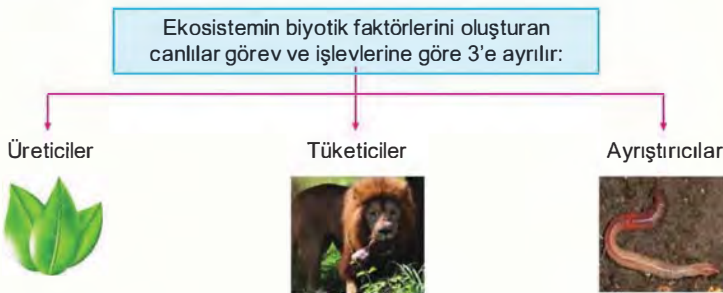 Ekosistemin biyotik faktörlerini oluşturan
canlılar görev ve işlevlerine göre 3'e ayrılır:
Üreticiler
Tüketiciler
Ayrıştırıcılar